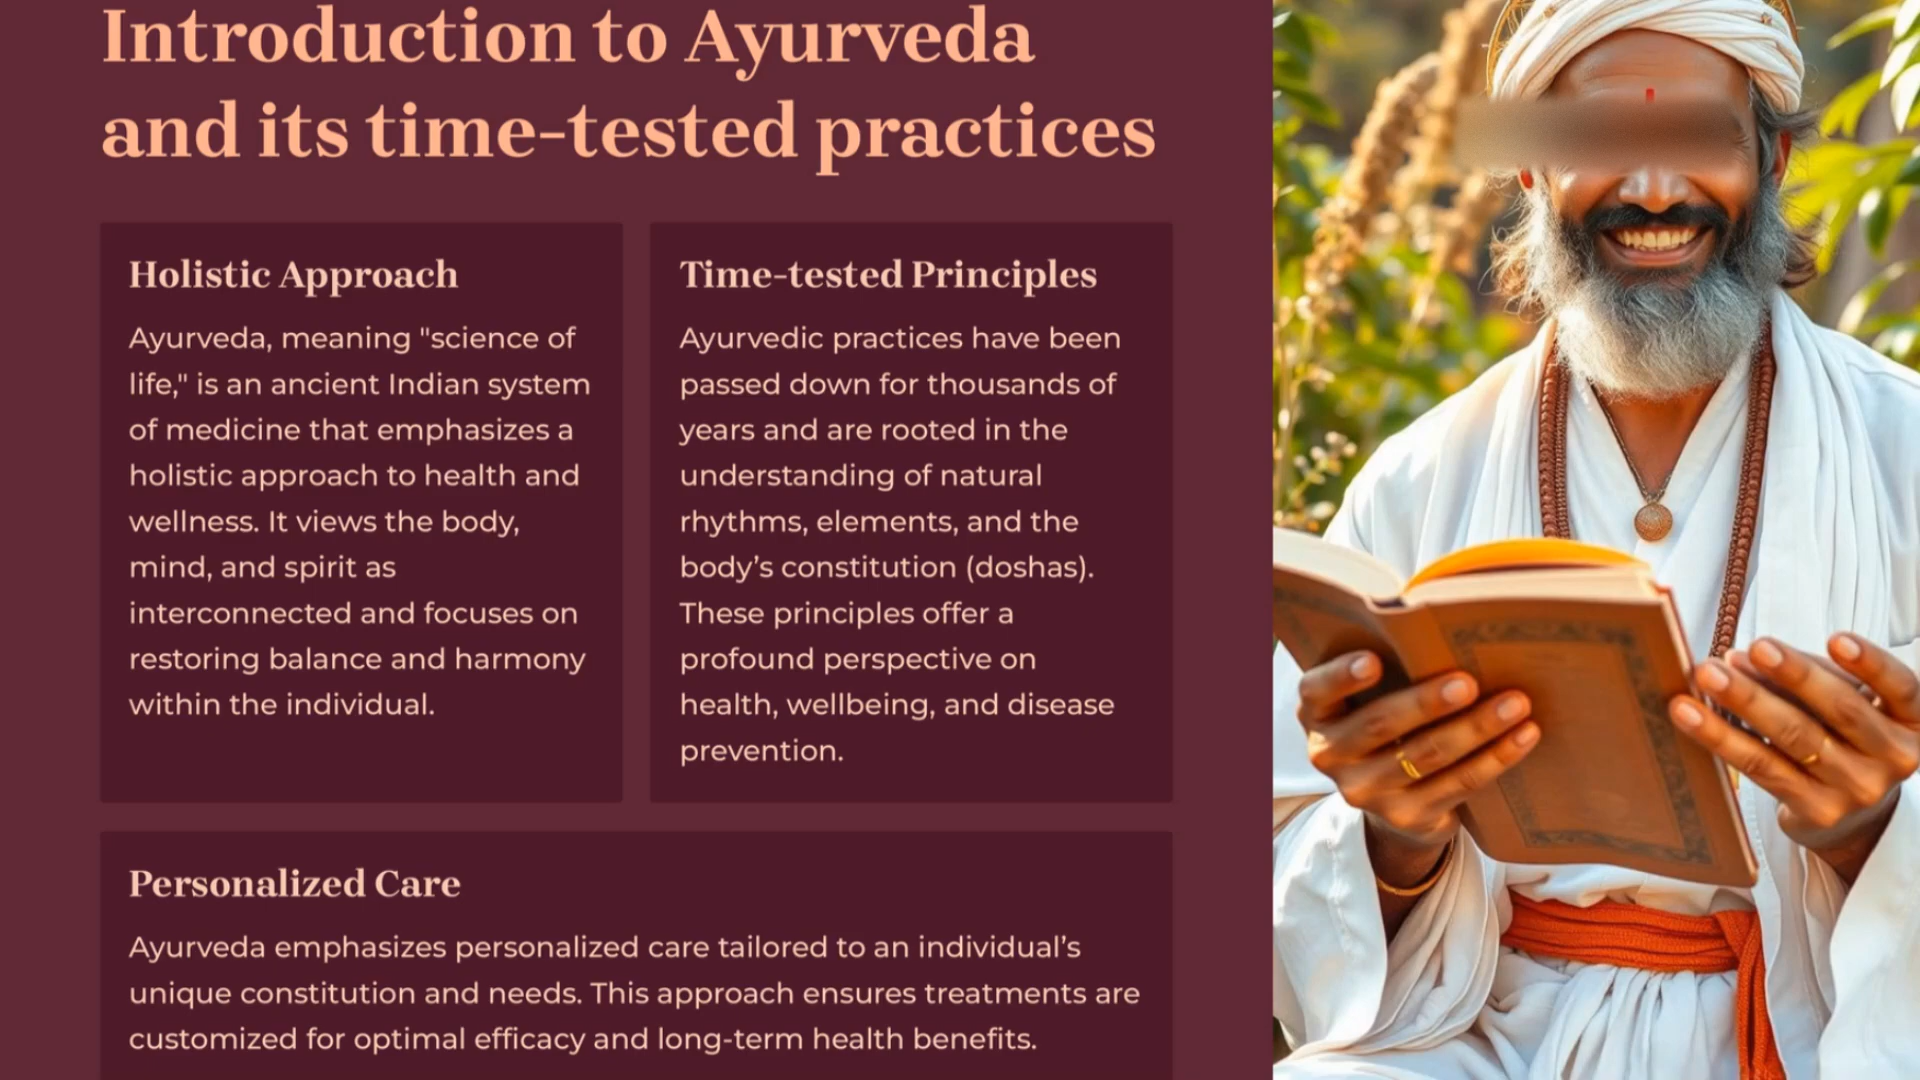 Introduction to Ayurveda
and its time-tested practices
Holistic Approach
Ayurveda, meaning "science of
life," is an ancient Indian system
of medicine that emphasizes a
holistic approach to health and
wellness. It views the body,
mind, and spirit as
interconnected and focuses on
restoring balance and harmony
within the individual.
Time-tested Principles
Ayurvedic practices have been
passed down for thousands of
years and are rooted in the
understanding of natural
rhythms, elements, and the
body’s constitution (doshas).
These principles offer a
profound perspective on
health, wellbeing, and disease
prevention.
Personalized Care
Ayurveda emphasizes personalized care tailored to an individual’s
unique constitution and needs. This approach ensures treatments are
customized for optimal efficacy and long-term health benefits.